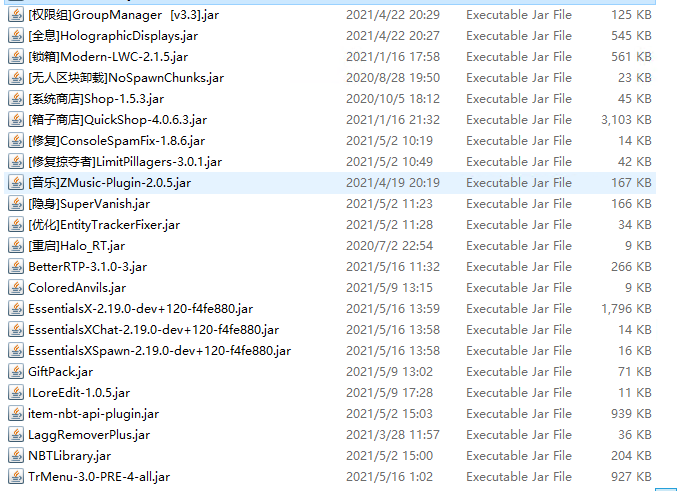 [权限组]GroupManager [v3.3].jar 2021/4/22 20:29 Executable Jar File 125 KB
[全息]HolographicDisplays.jar 2021/4/22 20:27 Executable Jar File 545 KB
[锁箱]Modern-LWC-2.1.5.jar 2021/1/16 17:58 Executable Jar File 561 KB
[无人区块卸载]NoSpawnChunks.jar 2020/8/28 19:50 Executable Jar File 23 KB
[系统商店]Shop-1.5.3.jar 2020/10/5 18:12 Executable Jar File 45 KB
[箱子商店]QuickShop-4.0.6.3.jar 2021/1/16 21:32 Executable Jar File 3,103 KB
[修复]ConsoleSpamFix-1.8.6.jar 2021/5/2 10:19 Executable Jar File 14 KB
[修复掠夺者]LimitPillagers-3.0.1.jar 2021/5/2 10:49 Executable Jar File 42 KB
[音乐]ZMusic-Plugin-2.0.5.jar 2021/4/19 20:19 Executable Jar File 167 KB
[隐身]SuperVanish.jar 2021/5/2 11:23 Executable Jar File 166 KB
[优化]EntityTrackerFixer.jar 2021/5/2 11:28 Executable Jar File 34 KB
[重启]Halo_RT.jar 2020/7/2 22:54 Executable Jar File 9 KB
BetterRTP-3.1.0-3.jar 2021/5/16 11:32 Executable Jar File 266 KB
ColoredAnvils.jar 2021/5/9 13:15 Executable Jar File 9 KB
EssentialsX-2.19.0-dev+120-f4fe880.jar 2021/5/16 13:59 Executable Jar File 1,796 KB
EssentialsXChat-2.19.0-dev+120-f4fe880.jar 2021/5/16 13:58 Executable Jar File 14 KB
EssentialsXSpawn-2.19.0-dev+120-f4fe880.jar 2021/5/16 13:58 Executable Jar File 16 KB
GiftPack.jar 2021/5/9 13:02 Executable Jar File 71 KB
ILoreEdit-1.0.5.jar 2021/5/9 17:28 Executable Jar File 11 KB
item-nbt-api-plugin.jar 2021/5/2 15:03 Executable Jar File 939 KB
LaggRemoverPlus.jar 2021/3/28 11:57 Executable Jar File 36 KB
NBTLibrary.jar 2021/5/2 15:00 Executable Jar File 204 KB
TrMenu-3.0-PRE-4-all.jar 2021/5/16 1:02 Executable Jar File 927 KB